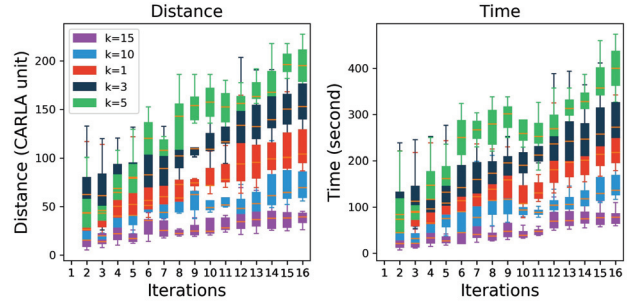 Distance
Time
Distance (CARLA unit)
200
150
100
50
0
k=15
k=10
k=1
k=3
k=5
1 2 3 4 5 6 7 8 9 10 11 12 13 14 15 16
Iterations
Time (second)
400
300
200
100
0
1 2 3 4 5 6 7 8 9 10 11 12 13 14 15 16
Iterations